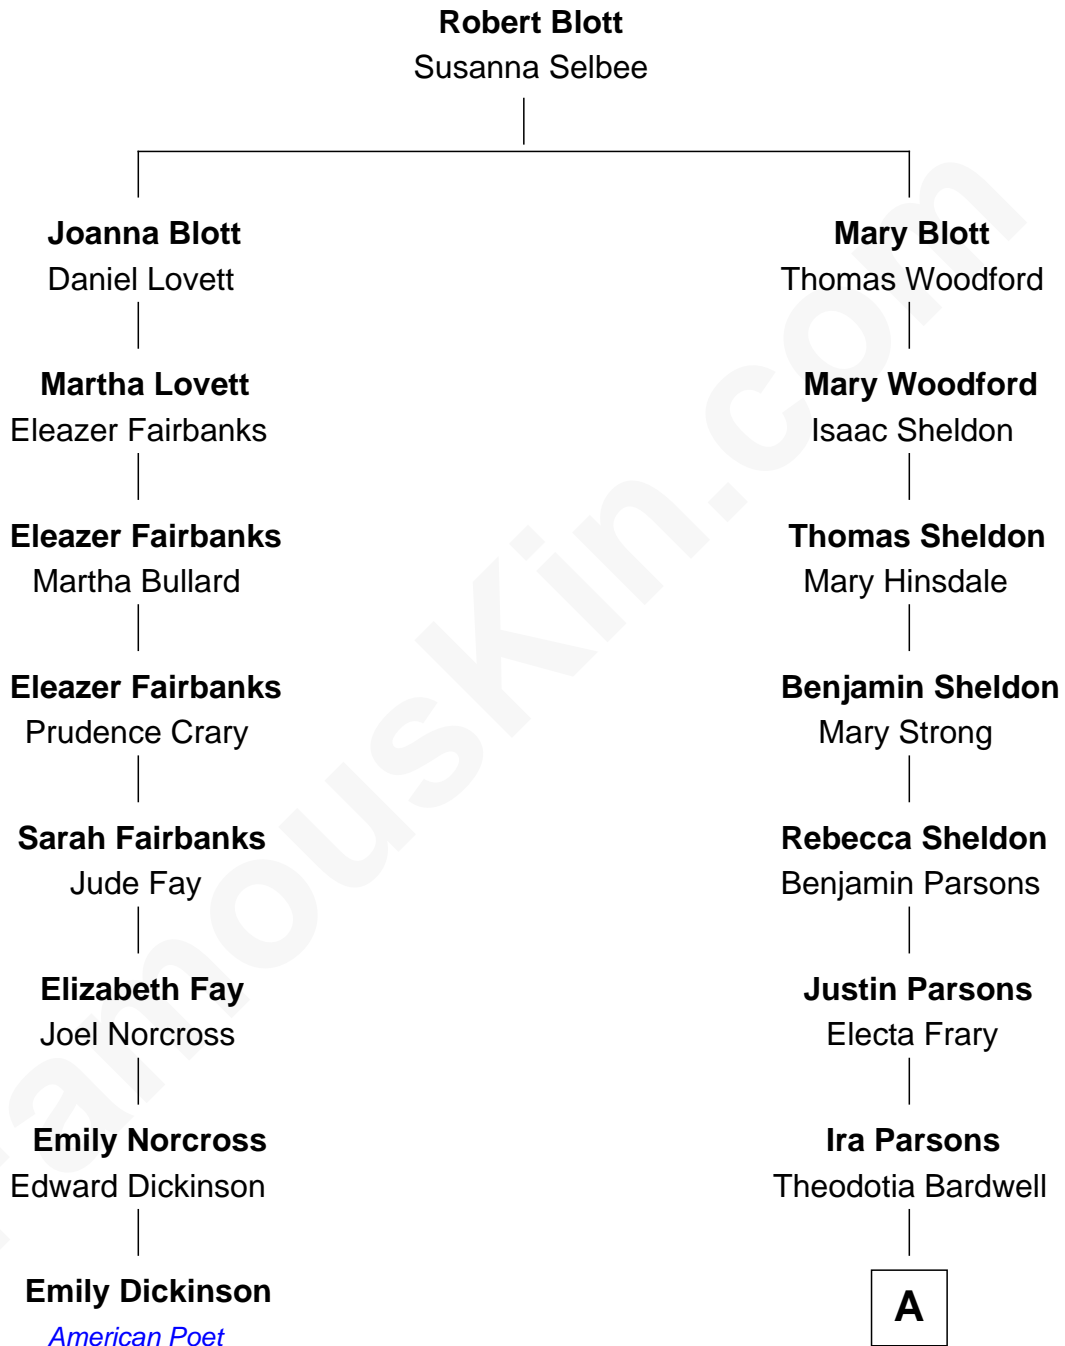 Robert Blott
Susanna Selbee
Joanna Blott
Daniel Lovett
Mary Blott
Thomas Woodford
Martha Lovett
Eleazer Fairbanks
Mary Woodford
Isaac Sheldon
Eleazer Fairbanks
Martha Bullard
Thomas Sheldon
Mary Hinsdale
Eleazer Fairbanks
Prudence Crary
Benjamin Sheldon
Mary Strong
Sarah Fairbanks
Jude Fay
Rebecca Sheldon
Benjamin Parsons
Elizabeth Fay
Joel Norcross
Justin Parsons
Electa Frary
Emily Norcross
Edward Dickinson
Ira Parsons
Theodotia Bardwell
Emily Dickinson
American Poet
A
FamousKin.com